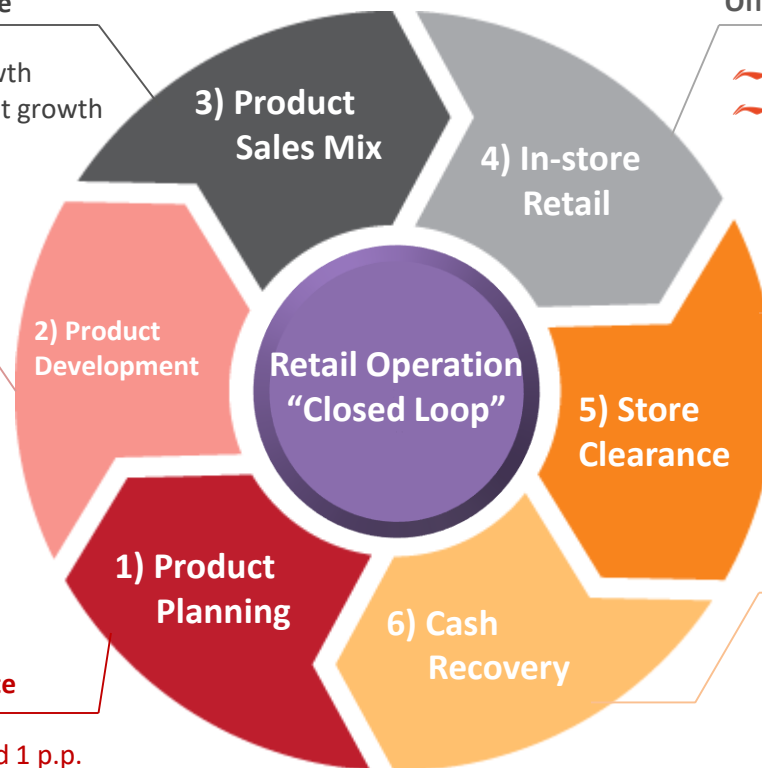 3) Product
Sales Mix
4) In-store
Retail
2) Product
Development
Retail Operation
“Closed Loop”
5) Store
Clearance
1) Product
Planning
6) Cash
Recovery
t growth
1 p.p.